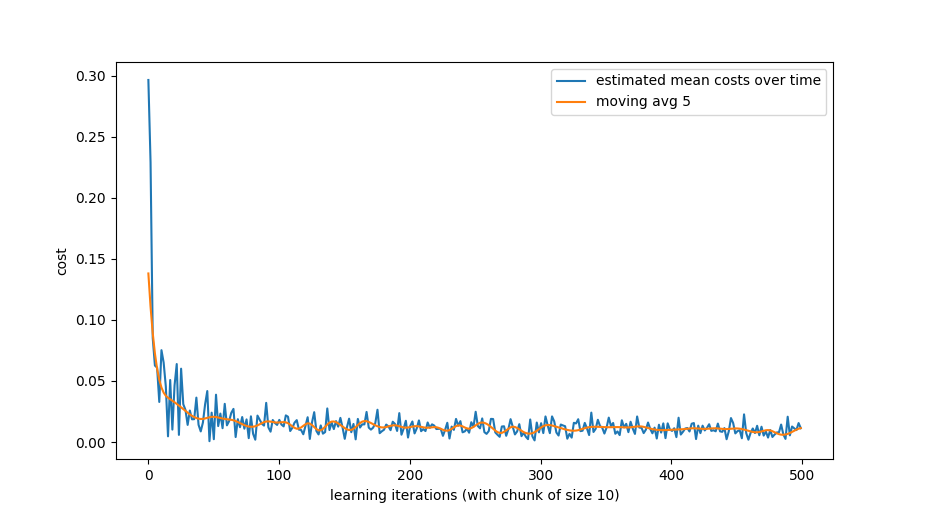 estimated mean costs over time
moving avg 5
0.30
0.25
0.20
0.15
0.10
0.05
0.00
cost
0 100 200 300 400 500
learning iterations (with chunk of size 10)